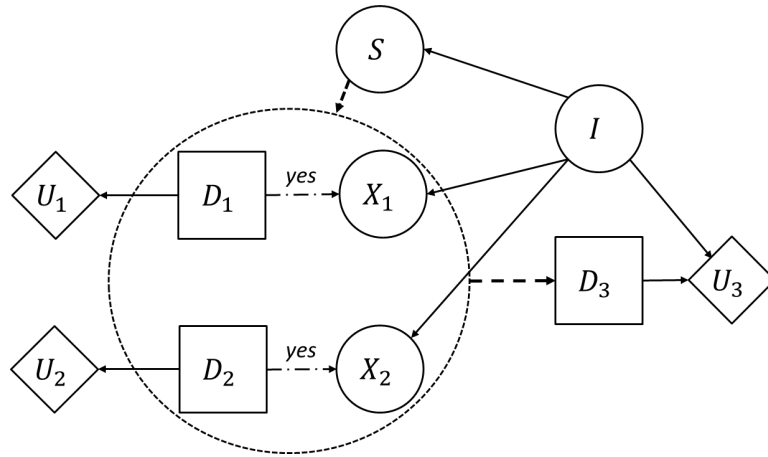 S
I
yes
U₁
D₁
X₁
D₃
U₃
yes
U₂
D₂
X₂